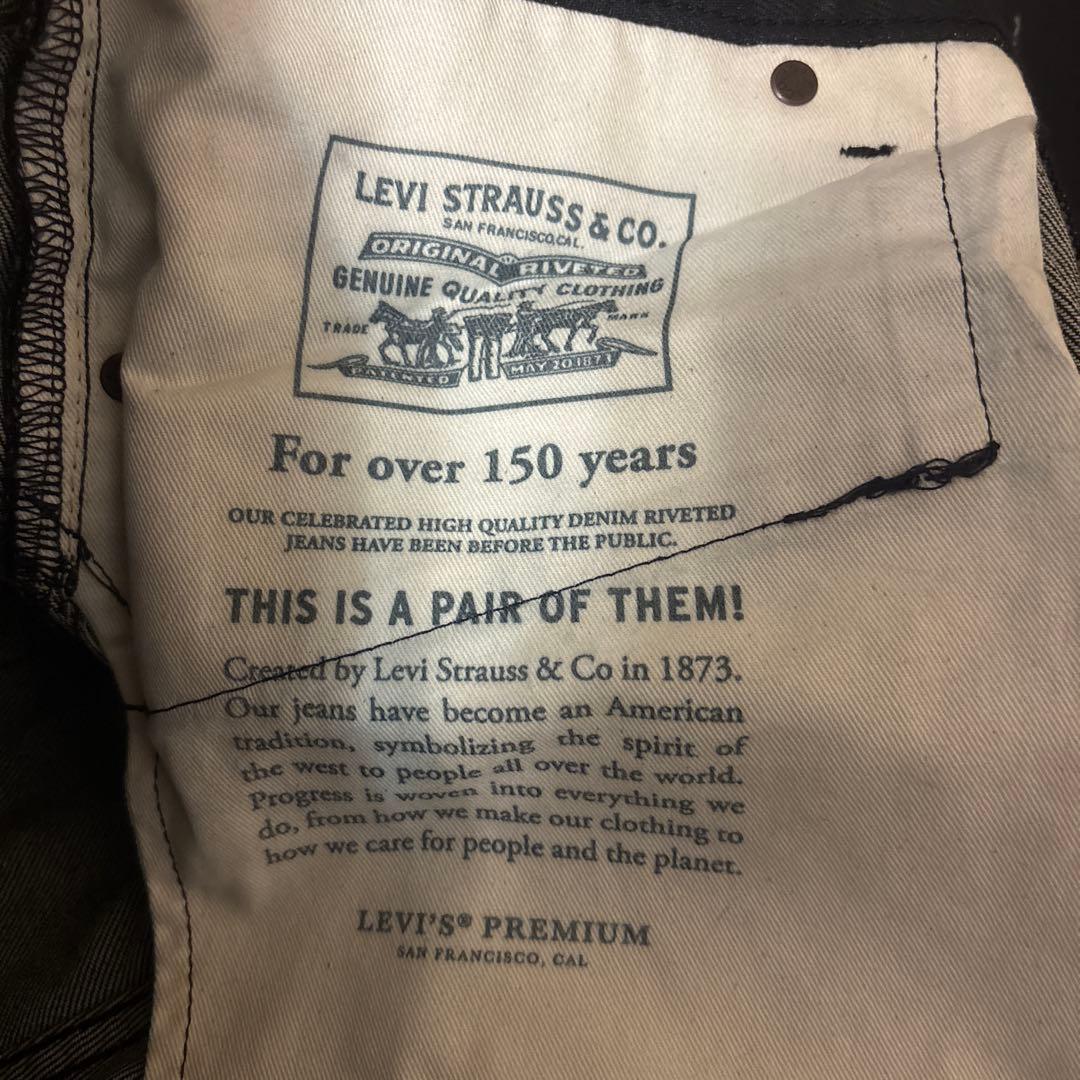 LEVI STRAUSS & CO.
SAN FRANCISCO, CAL.
ORIGINAL RIVETED
GENUINE QUALITY CLOTHING
TRADE MARK
PATENTED MAY 20 1873
For over 150 years
OUR CELEBRATED HIGH QUALITY DENIM RIVETED
JEANS HAVE BEEN BEFORE THE PUBLIC.
THIS IS A PAIR OF THEM!
Created by Levi Strauss & Co in 1873.
Our jeans have become an American
tradition, symbolizing the spirit of
the west to people all over the world.
Progress is woven into everything we
do, from how we make our clothing to
how we care for people and the planet.
LEVI'S® PREMIUM
SAN FRANCISCO, CAL